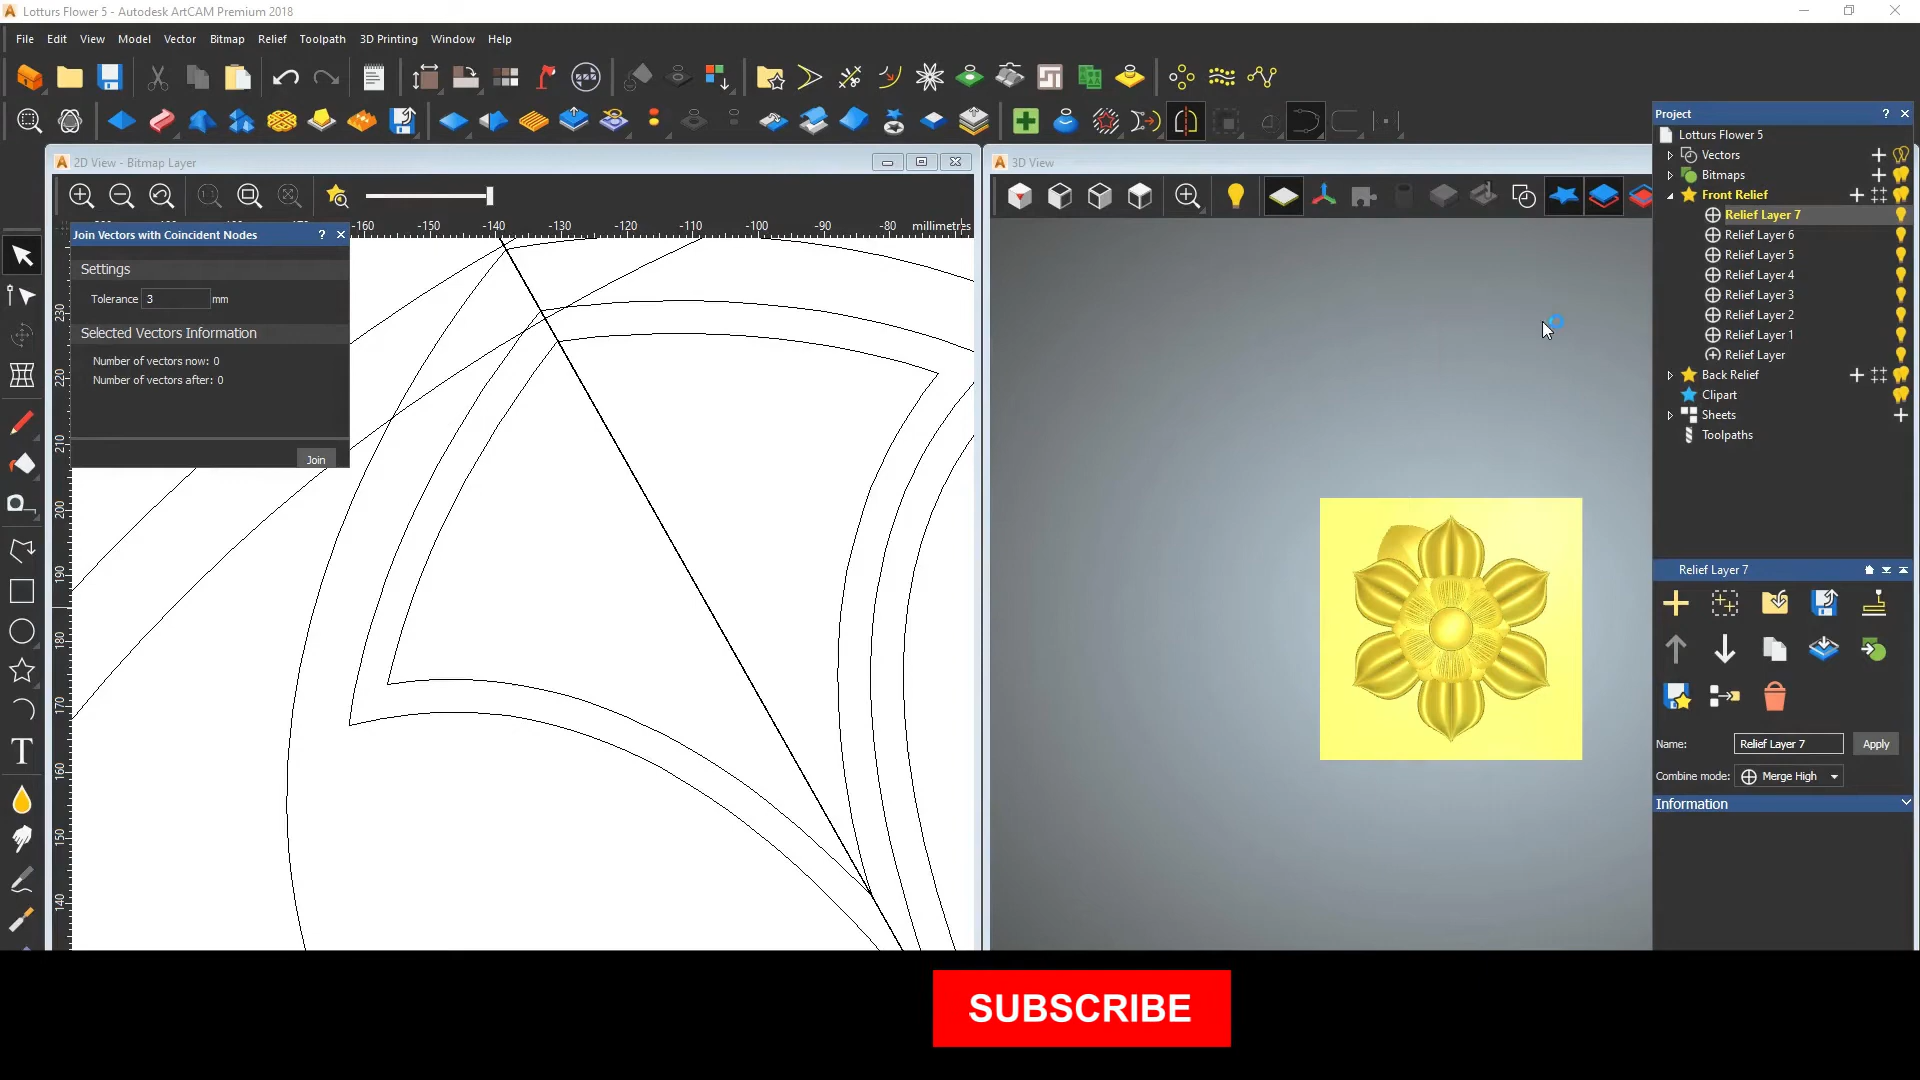 Lotturs Flower 5 - Autodesk ArtCAM Premium 2018
File Edit View Model Vector Bitmap Relief Toolpath 3D Printing Window Help
2D View - Bitmap Layer
3D View
Project
Lotturs Flower 5
Vectors
Bitmaps
Front Relief
Relief Layer 7
Relief Layer 6
Relief Layer 5
Relief Layer 4
Relief Layer 3
Relief Layer 2
Relief Layer 1
Relief Layer
Back Relief
Clipart
Sheets
Toolpaths
-160 -150 -140 -130 -120 -110 -100 -90 -80 millimetres
Join Vectors with Coincident Nodes
Settings
Tolerance 3 mm
Selected Vectors Information
Number of vectors now: 0
Number of vectors after: 0
Join
230
220
210
200
190
180
170
160
150
140
T
Relief Layer 7
Name: Relief Layer 7 Apply
Combine mode: Merge High
Information
SUBSCRIBE